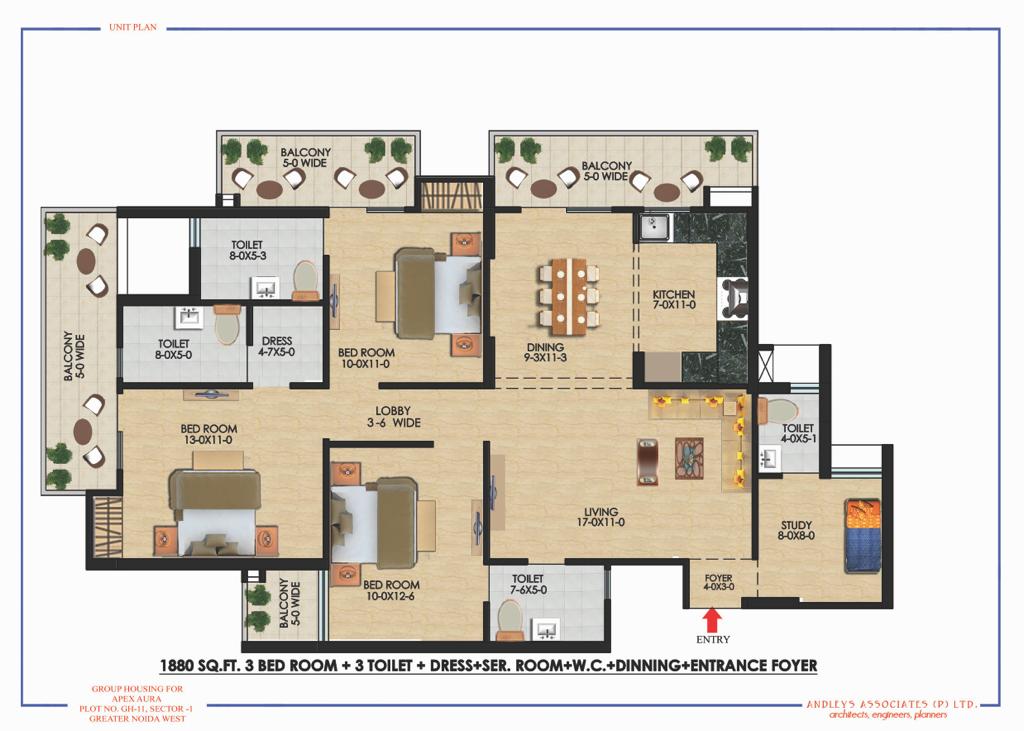 UNIT PLAN
BALCONY
5-0 WIDE
BALCONY
5-0 WIDE
TOILET
8-0X5-3
KITCHEN
7-0X11-0
BALCONY
5-0 WIDE
TOILET
8-0X5-0
DRESS
4-7X5-0
BED ROOM
10-0X11-0
DINING
9-3X11-3
LOBBY
3-6 WIDE
BED ROOM
13-0X11-0
TOILET
4-0X5-1
LIVING
17-0X11-0
STUDY
8-0X8-0
BED ROOM
10-0X12-6
TOILET
7-6X5-0
FOYER
4-0X3-0
BALCONY
5-0 WIDE
ENTRY
1880 SQ.FT. 3 BED ROOM + 3 TOILET + DRESS+SER. ROOM+W.C.+DINNING+ENTRANCE FOYER
GROUP HOUSING FOR
APEX AURA
PLOT NO. GH-11, SECTOR -1
GREATER NOIDA WEST
ANDLEYS ASSOCIATES (P) LTD.
architects, engineers, planners